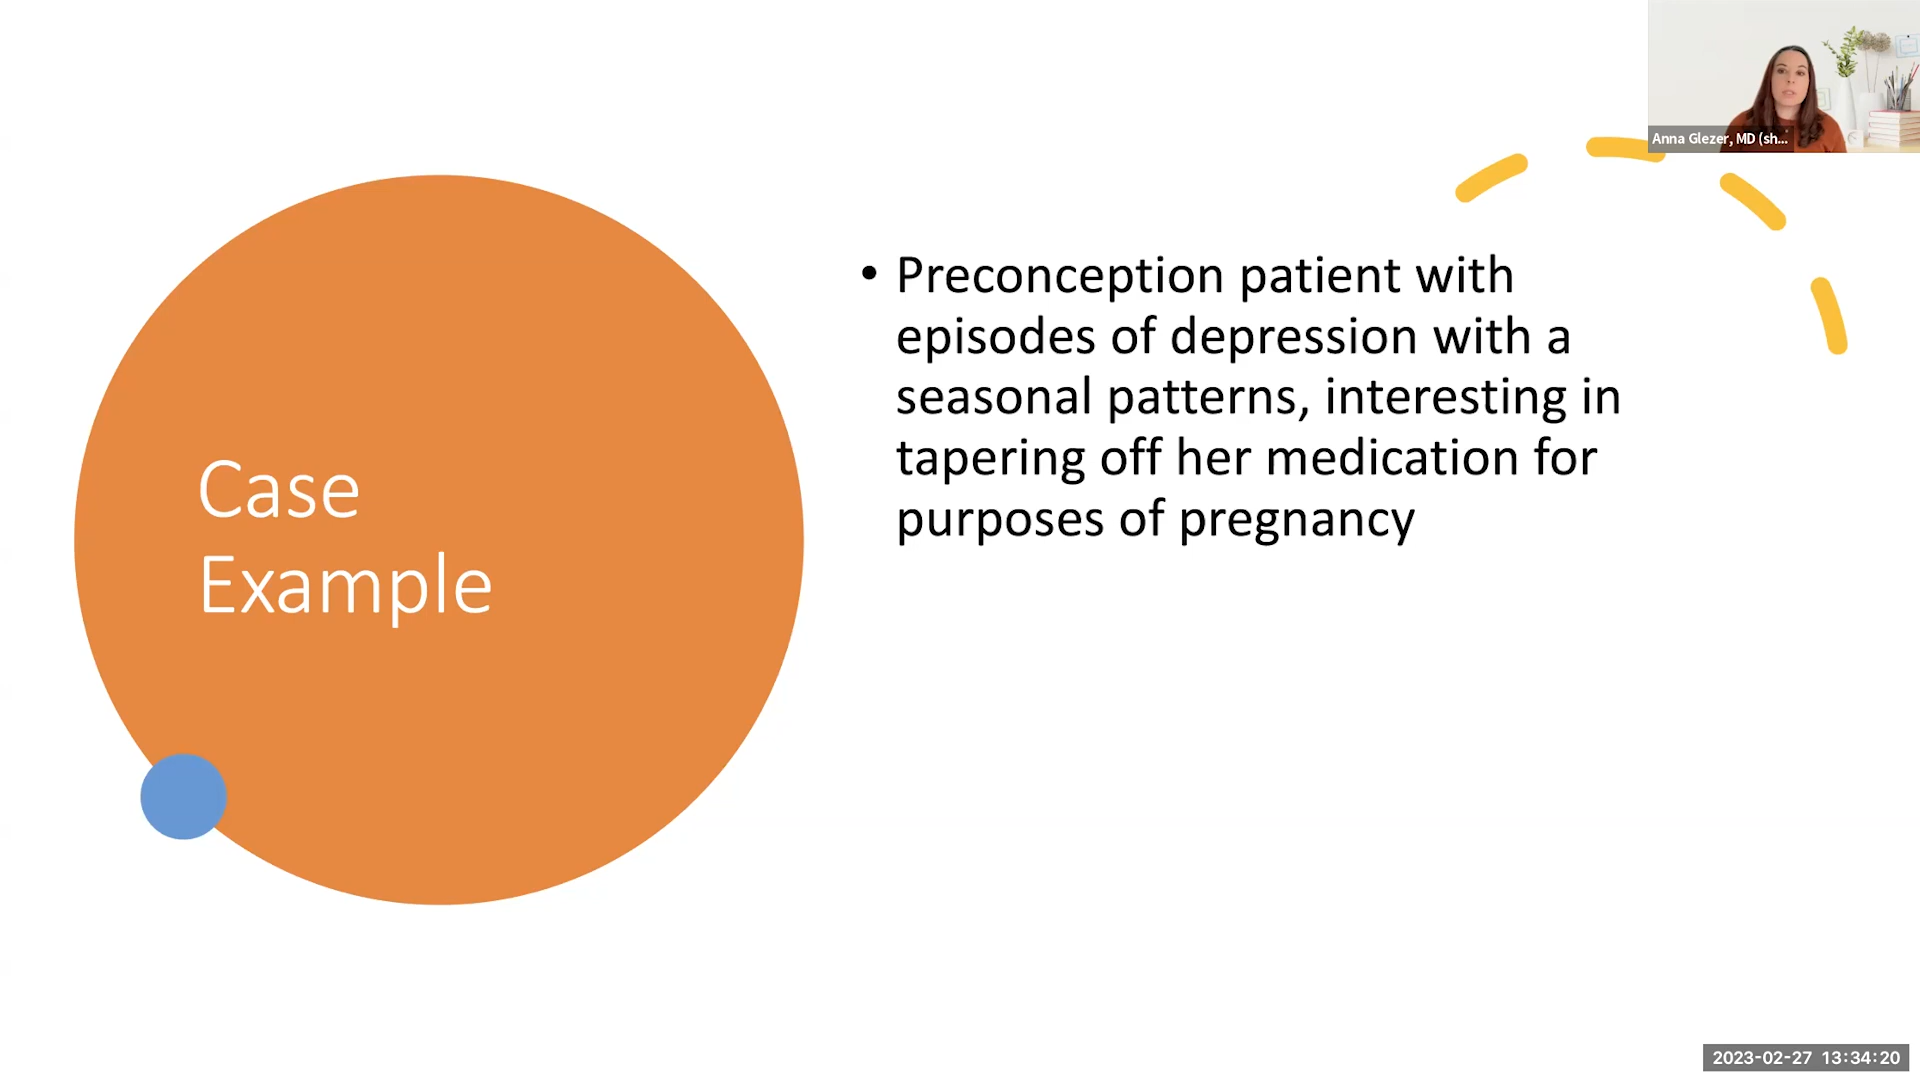 Anna Glezer, MD (sh...
Case
Example
• Preconception patient with
episodes of depression with a
seasonal patterns, interesting in
tapering off her medication for
purposes of pregnancy
2023-02-27 13:34:20